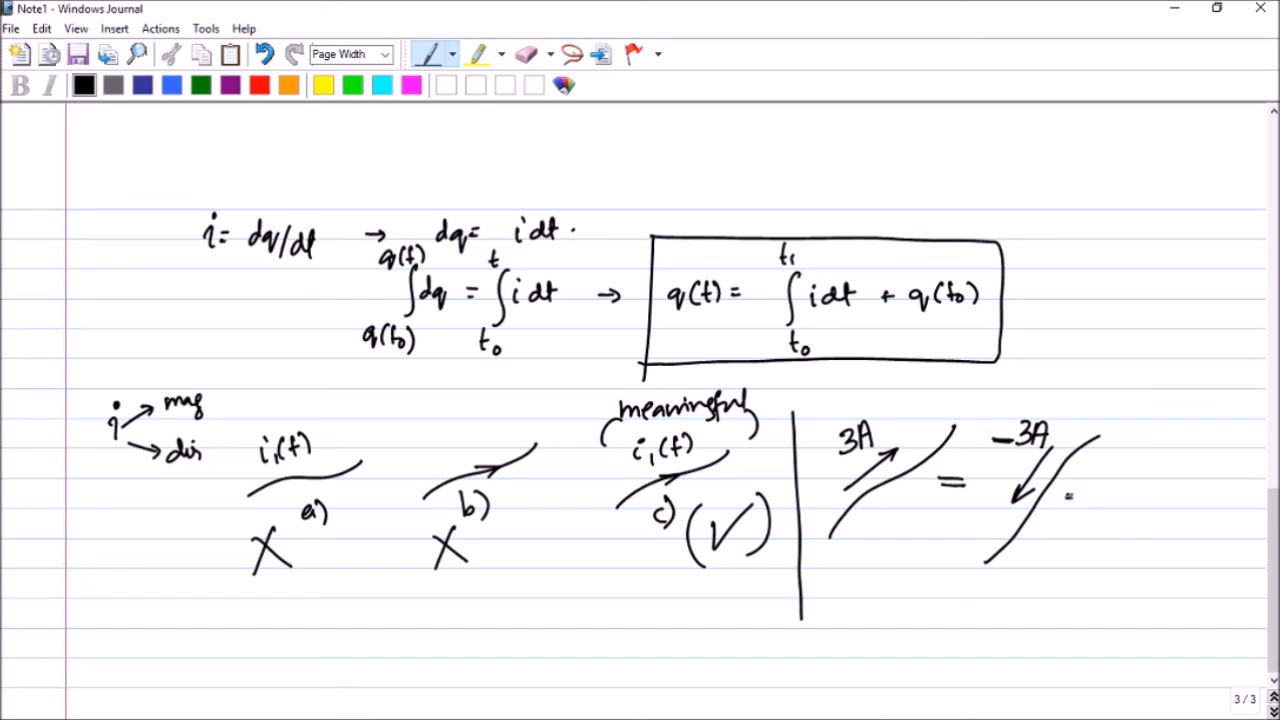 Note1 - Windows Journal
File Edit View Insert Actions Tools Help
Page Width
B I
i = dq/dt → dq = i dt .
q(t) t t₁
∫dq = ∫ i dt → q(t) = ∫ i dt + q(t₀)
q(t₀) t₀ t₀
i → mag
→ dir
i₁(t)
a)
X
b)
X
(meaningful)
i₁(t)
c) (✓)
3A = -3A =
3 / 3